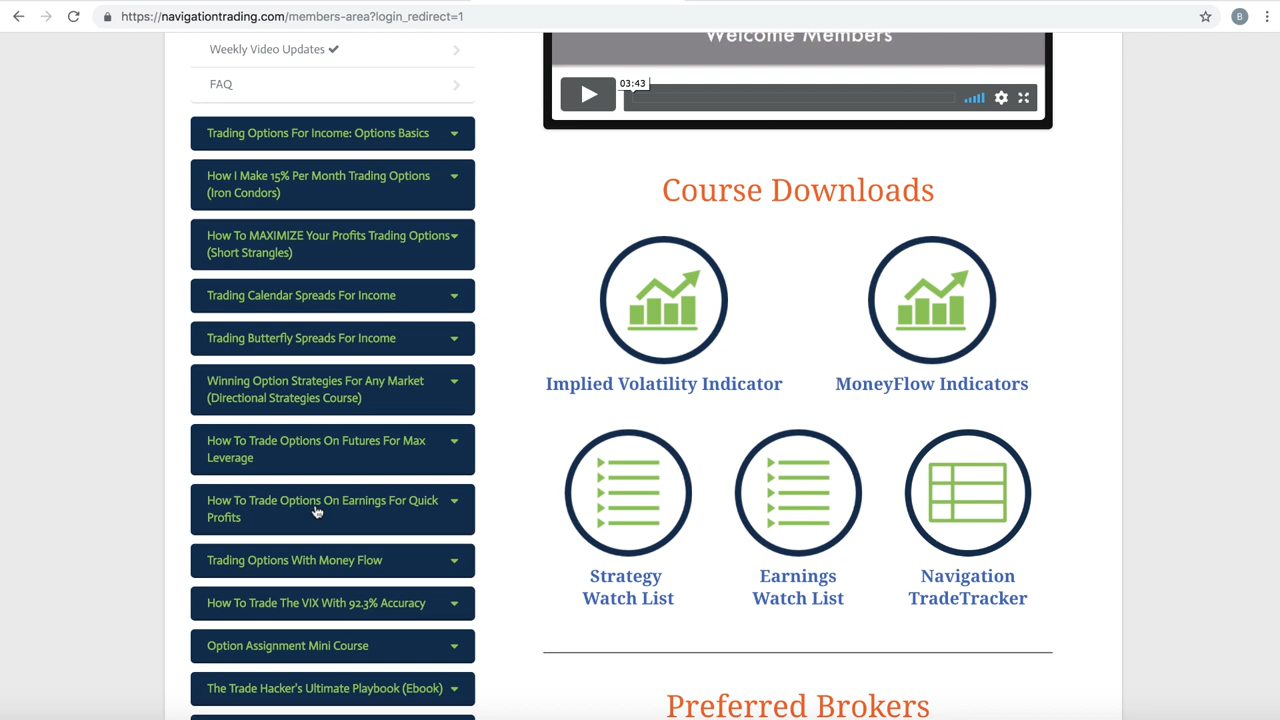 https://navigationtrading.com/members-area?login_redirect=1
B
Weekly Video Updates
FAQ
Trading Options For Income: Options Basics
How I Make 15% Per Month Trading Options
(Iron Condors)
How To MAXIMIZE Your Profits Trading Options
(Short Strangles)
Trading Calendar Spreads For Income
Trading Butterfly Spreads For Income
Winning Option Strategies For Any Market
(Directional Strategies Course)
How To Trade Options On Futures For Max
Leverage
How To Trade Options On Earnings For Quick
Profits
Trading Options With Money Flow
How To Trade The VIX With 92.3% Accuracy
Option Assignment Mini Course
The Trade Hacker's Ultimate Playbook (Ebook)
Welcome Members
03:43
Course Downloads
Implied Volatility Indicator
MoneyFlow Indicators
Strategy
Watch List
Earnings
Watch List
Navigation
TradeTracker
Preferred Brokers